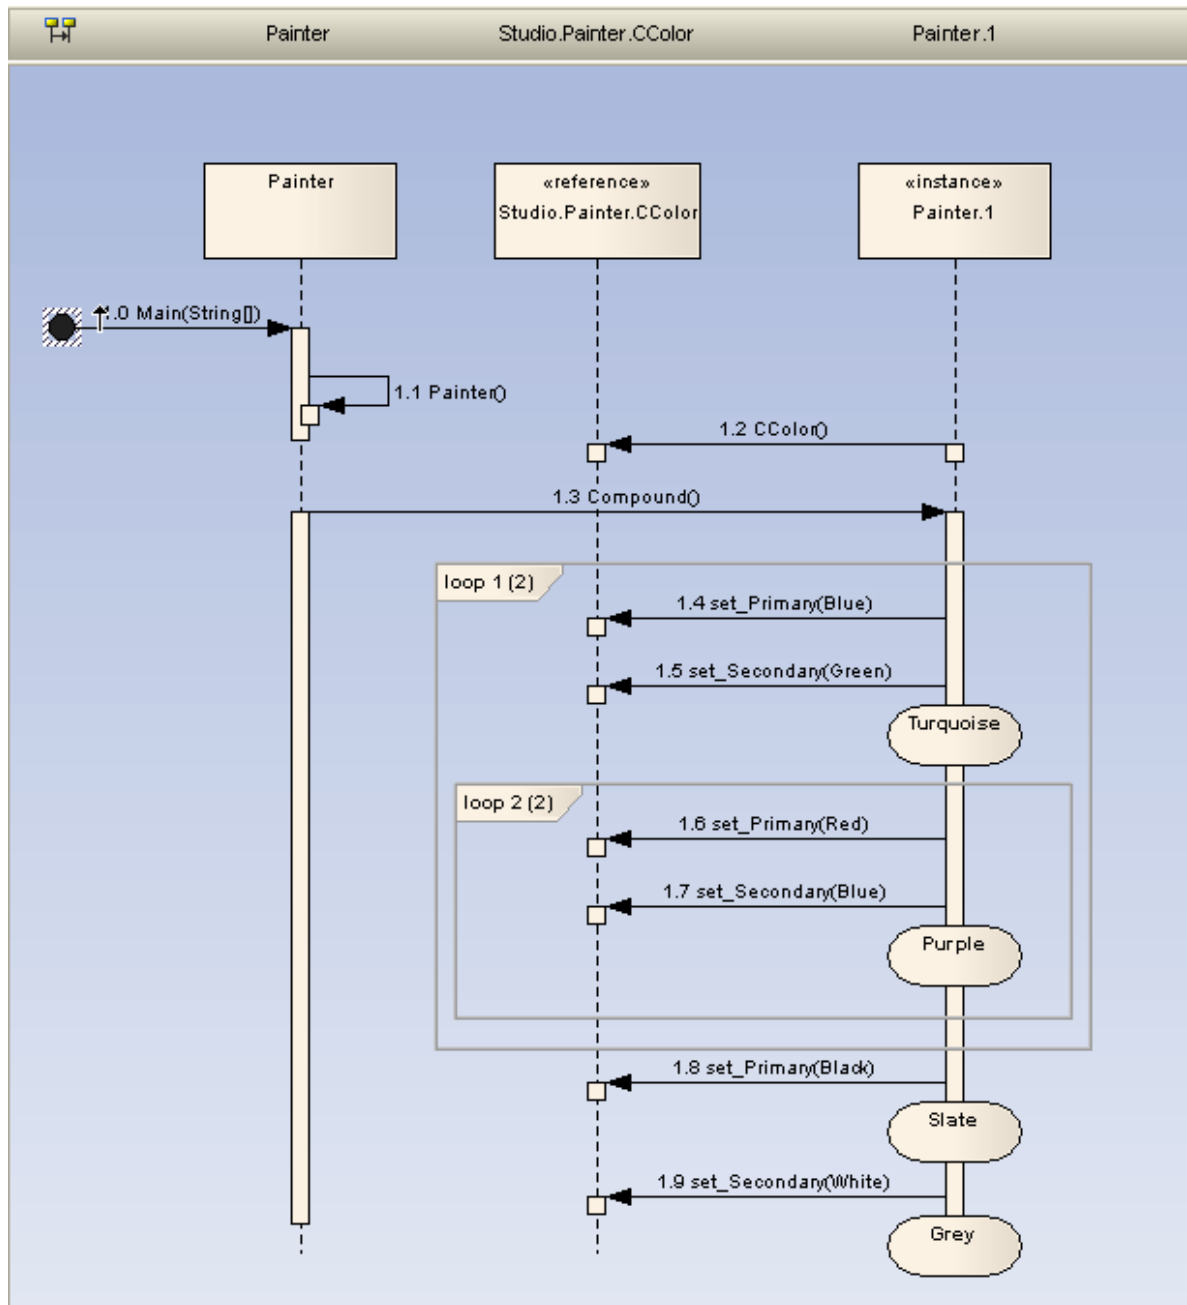 Painter Studio.Painter.CColor Painter.1
Painter «reference» «instance»
Studio.Painter.CColor Painter.1
1.0 Main(String[])
1.1 Painter()
1.2 CColor()
1.3 Compound()
loop 1 (2)
1.4 set_Primary(Blue)
1.5 set_Secondary(Green)
Turquoise
loop 2 (2)
1.6 set_Primary(Red)
1.7 set_Secondary(Blue)
Purple
1.8 set_Primary(Black)
Slate
1.9 set_Secondary(White)
Grey